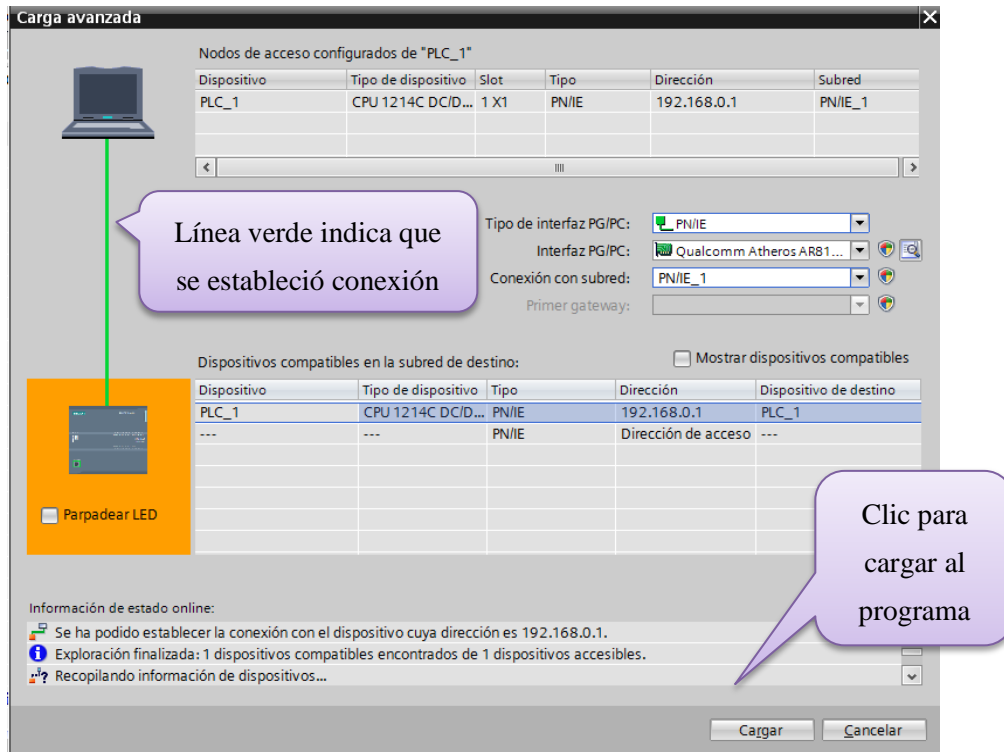 Carga avanzada
Nodos de acceso configurados de "PLC_1"
Dispositivo Tipo de dispositivo Slot Tipo Dirección Subred
PLC_1 CPU 1214C DC/D... 1 X1 PN/IE 192.168.0.1 PN/IE_1
Línea verde indica que
se estableció conexión
Tipo de interfaz PG/PC: PN/IE
Interfaz PG/PC: Qualcomm Atheros AR81...
Conexión con subred: PN/IE_1
Primer gateway:
Dispositivos compatibles en la subred de destino:
Mostrar dispositivos compatibles
Dispositivo Tipo de dispositivo Tipo Dirección Dispositivo de destino
PLC_1 CPU 1214C DC/D... PN/IE 192.168.0.1 PLC_1
--- --- PN/IE Dirección de acceso ---
Parpadear LED
Clic para
cargar al
programa
Información de estado online:
Se ha podido establecer la conexión con el dispositivo cuya dirección es 192.168.0.1.
Exploración finalizada: 1 dispositivos compatibles encontrados de 1 dispositivos accesibles.
Recopilando información de dispositivos...
Cargar Cancelar